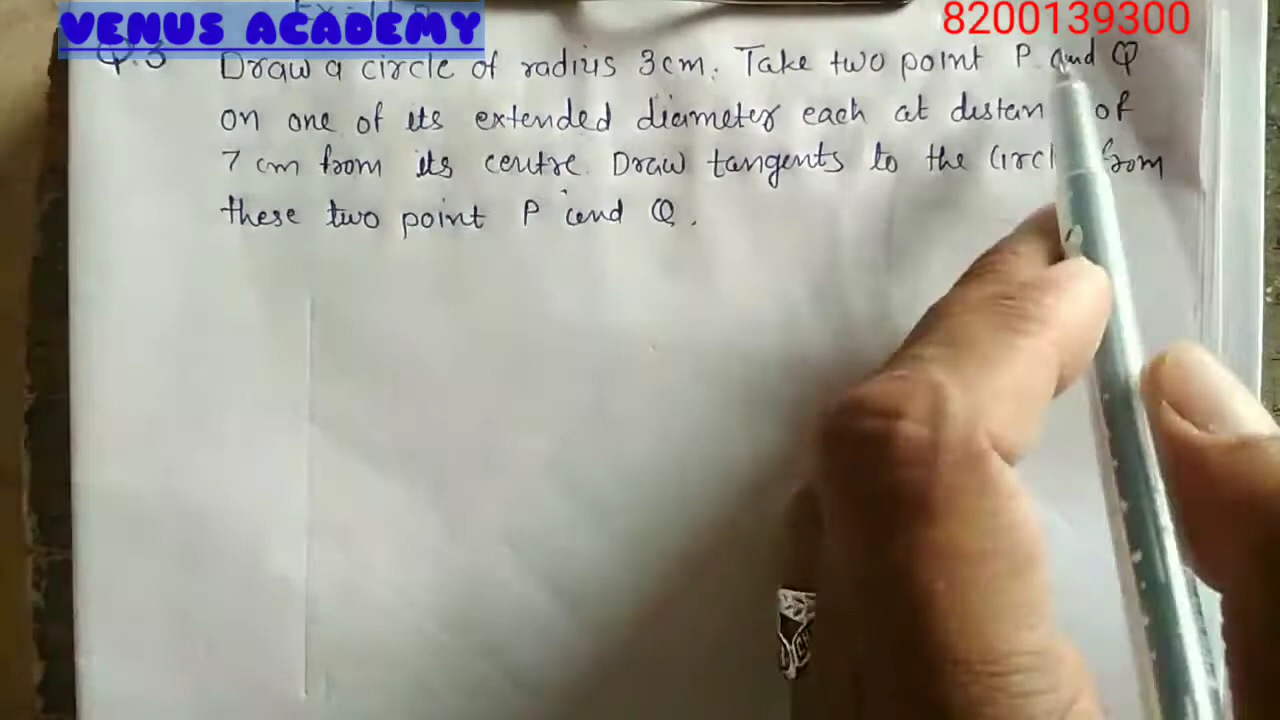 VENUS ACADEMY
8200139300
Q.3 Draw a circle of radius 3cm. Take two point P and Q
on one of its extended diameter each at distan of
7 cm from its centre. Draw tangents to the circl from
these two point P and Q.